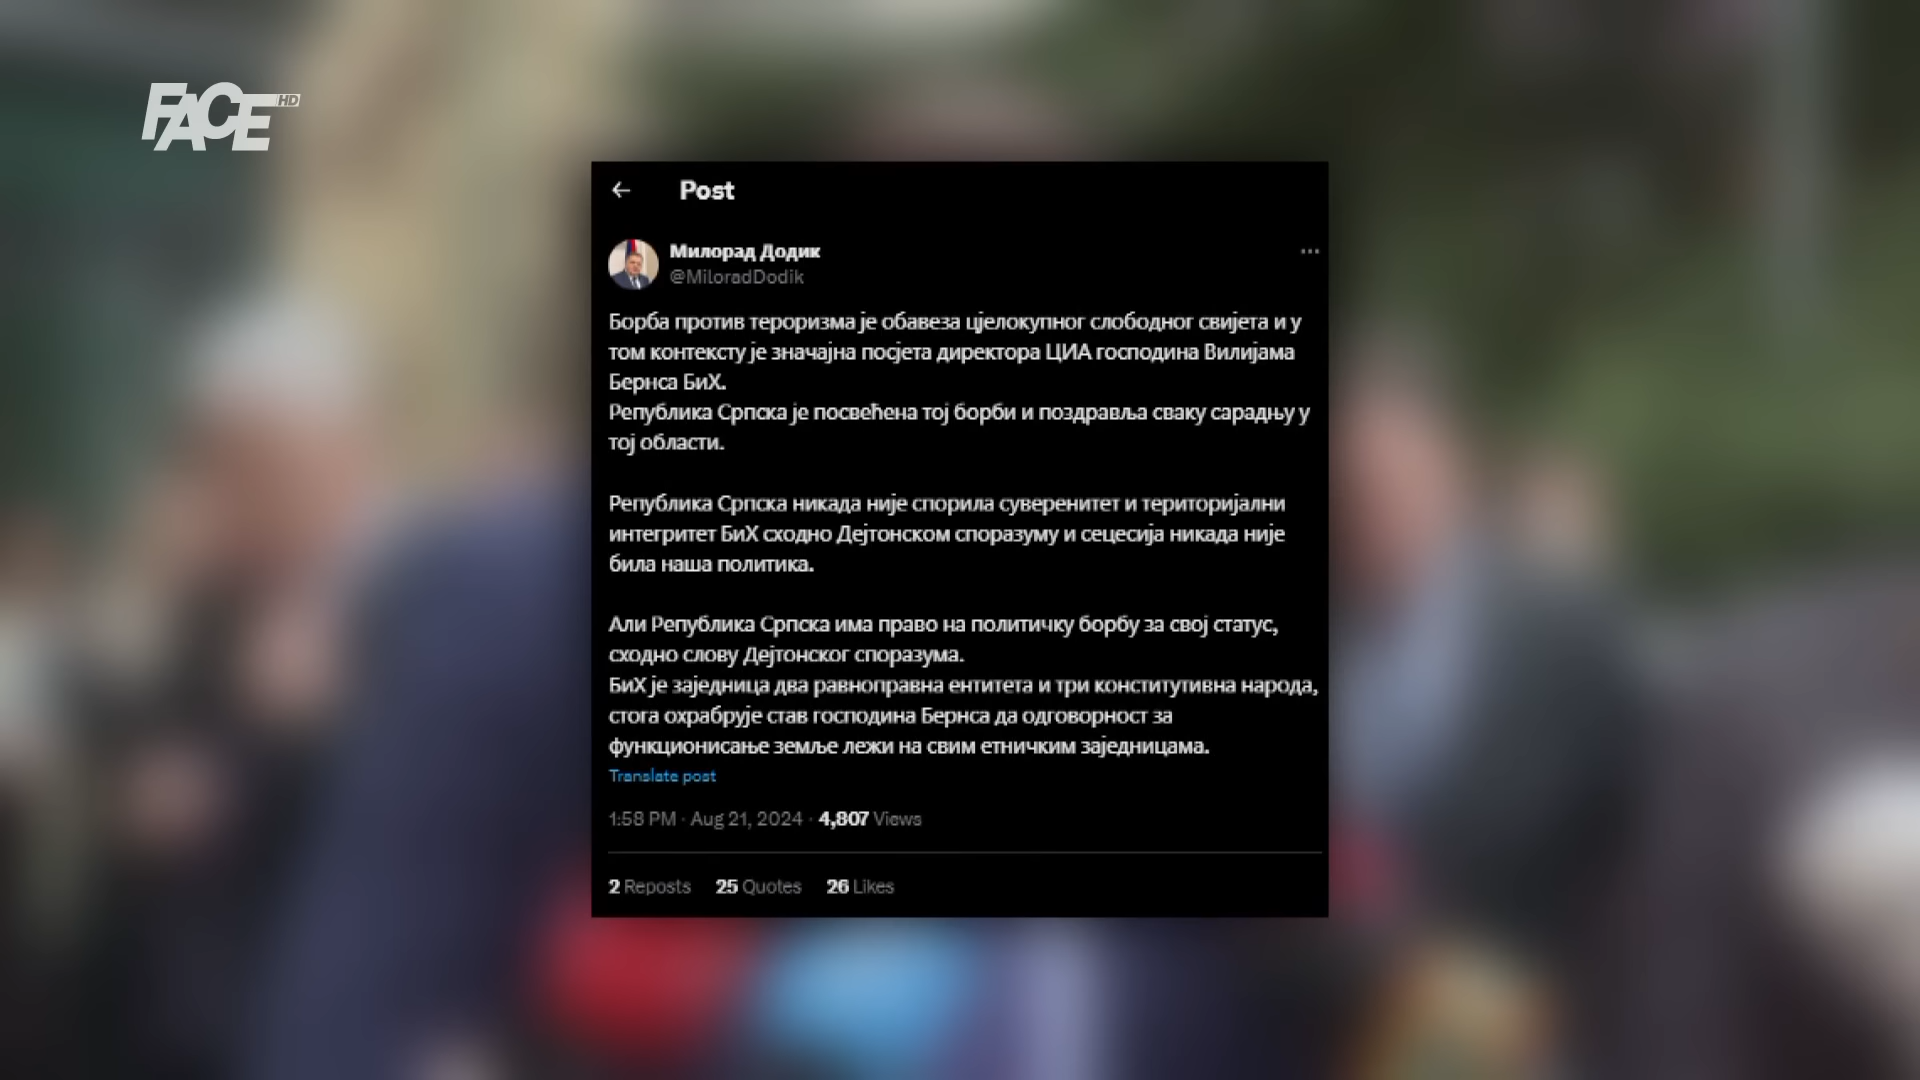 FACE HD
Post
Милорад Додик
@MiloradDodik
Борба против тероризма је обавеза цјелокупног слободног свијета и у
том контексту је значајна посјета директора ЦИА господина Вилијама
Бернса БиХ.
Република Српска је посвећена тој борби и поздравља сваку сарадњу у
тој области.
Република Српска никада није спорила суверенитет и територијални
интегритет БиХ сходно Дејтонском споразуму и сецесија никада није
била наша политика.
Али Република Српска има право на политичку борбу за свој статус,
сходно слову Дејтонског споразума.
БиХ је заједница два равноправна ентитета и три конститутивна народа,
стога охрабрује став господина Бернса да одговорност за
функционисање земље лежи на свим етничким заједницама.
Translate post
1:58 PM · Aug 21, 2024 · 4,807 Views
2 Reposts 25 Quotes 26 Likes